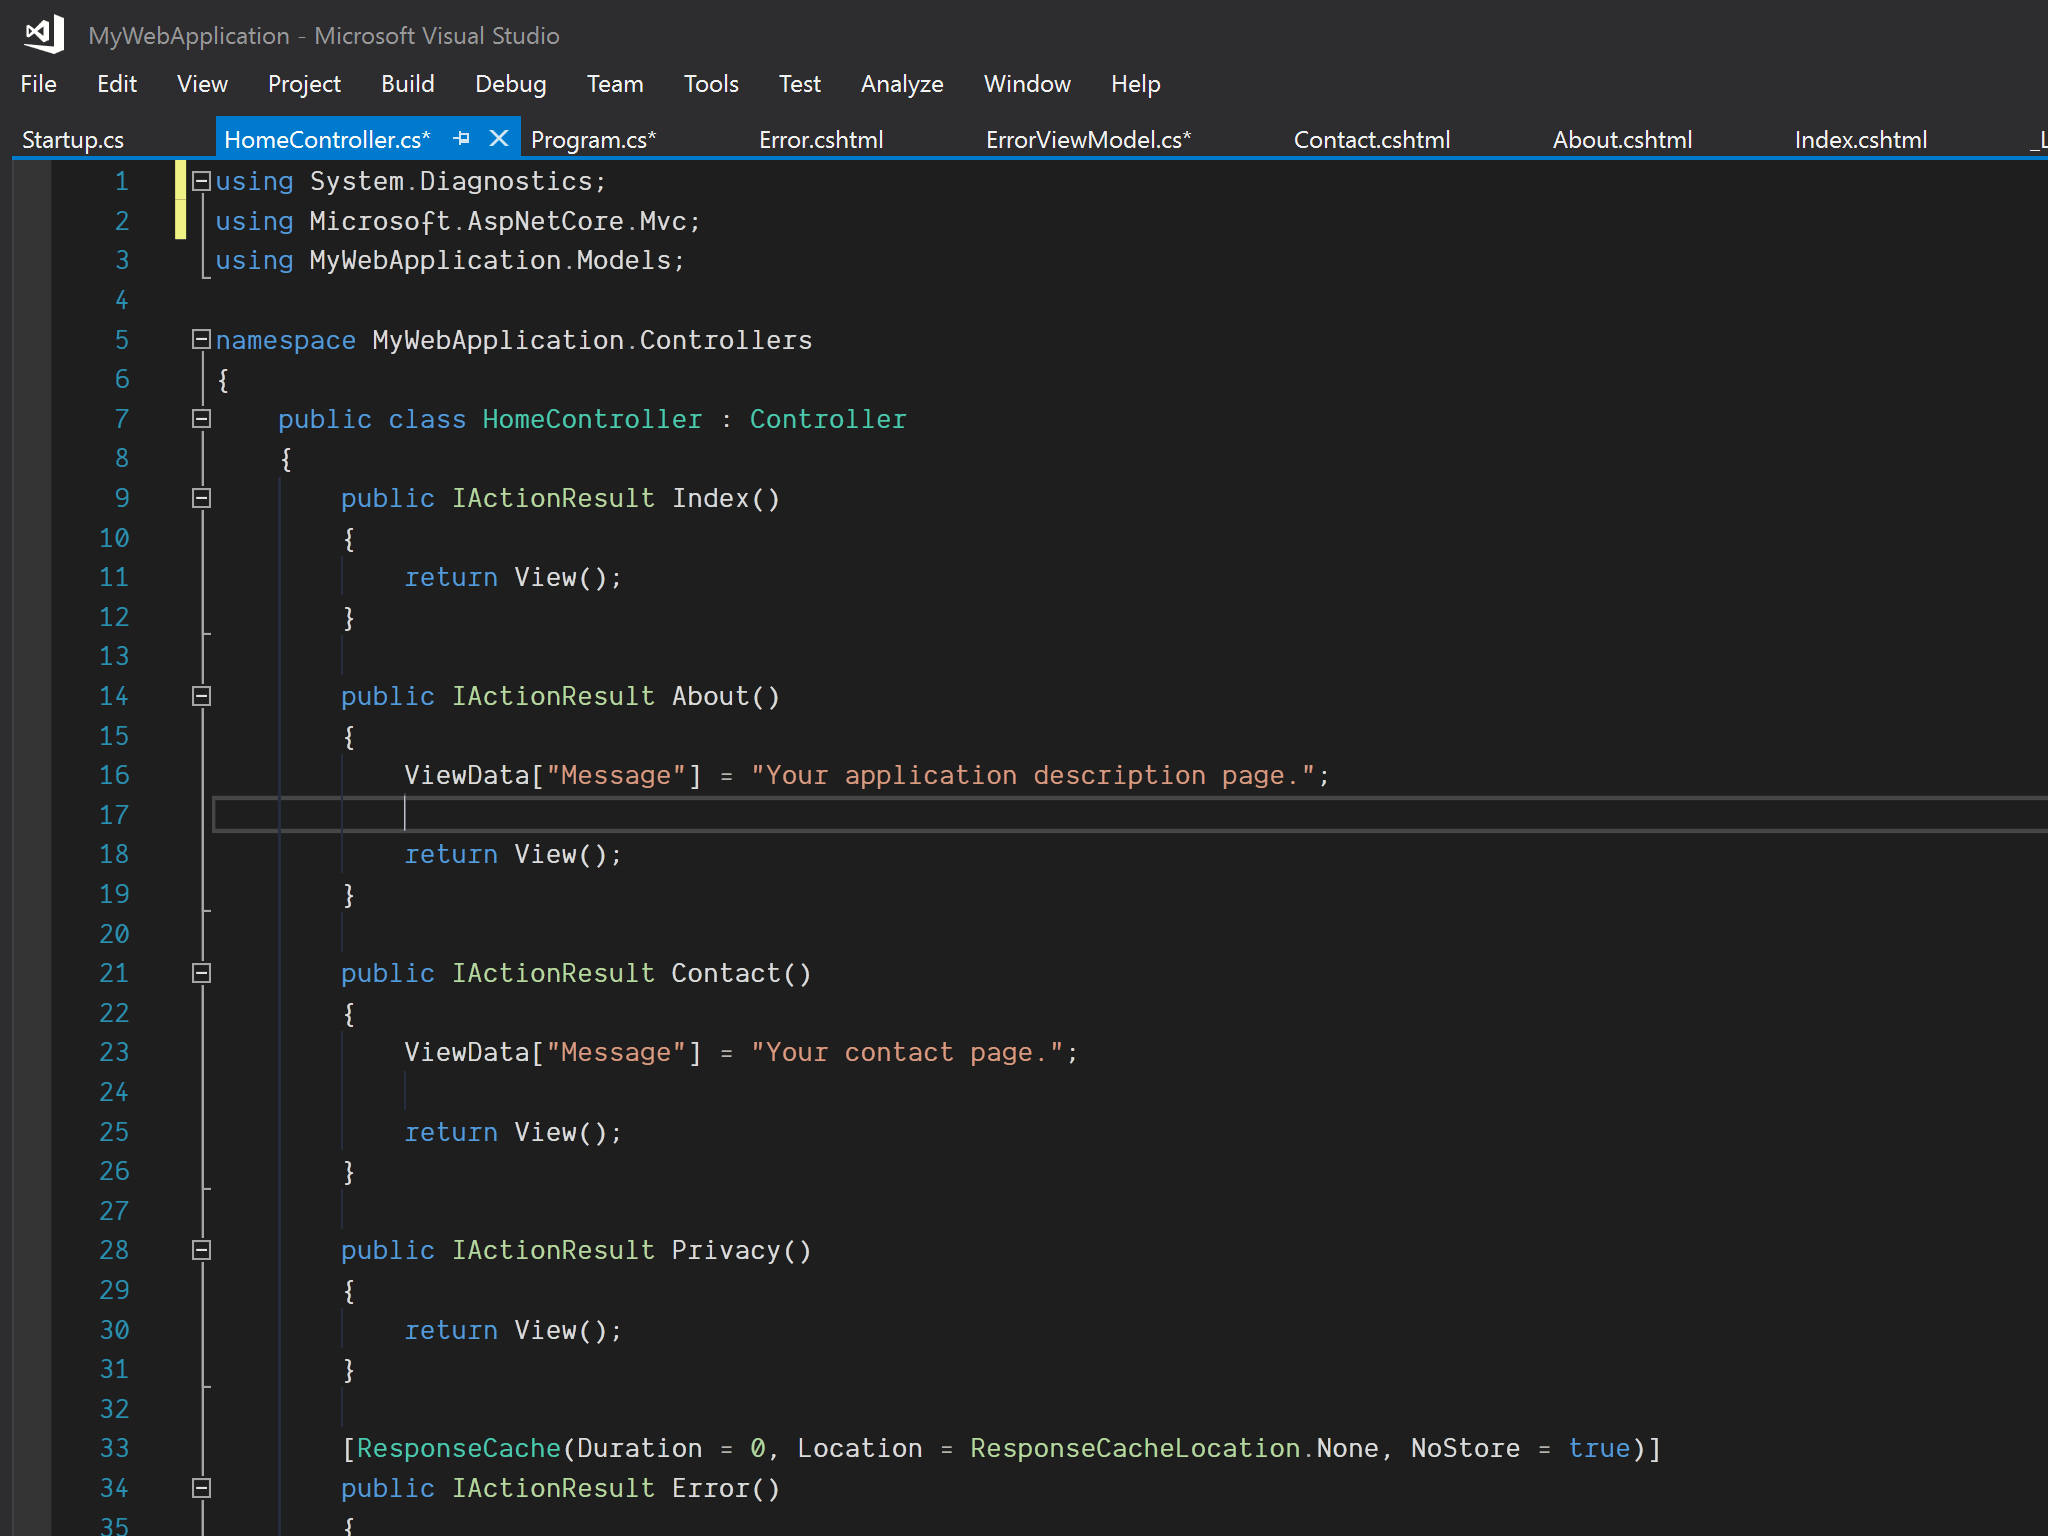 MyWebApplication - Microsoft Visual Studio
File Edit View Project Build Debug Team Tools Test Analyze Window Help
Startup.cs HomeController.cs* Program.cs* Error.cshtml ErrorViewModel.cs* Contact.cshtml About.cshtml Index.cshtml _L
1 using System.Diagnostics;
2 using Microsoft.AspNetCore.Mvc;
3 using MyWebApplication.Models;
4
5 namespace MyWebApplication.Controllers
6 {
7 public class HomeController : Controller
8 {
9 public IActionResult Index()
10 {
11 return View();
12 }
13
14 public IActionResult About()
15 {
16 ViewData["Message"] = "Your application description page.";
17
18 return View();
19 }
20
21 public IActionResult Contact()
22 {
23 ViewData["Message"] = "Your contact page.";
24
25 return View();
26 }
27
28 public IActionResult Privacy()
29 {
30 return View();
31 }
32
33 [ResponseCache(Duration = 0, Location = ResponseCacheLocation.None, NoStore = true)]
34 public IActionResult Error()
35 {